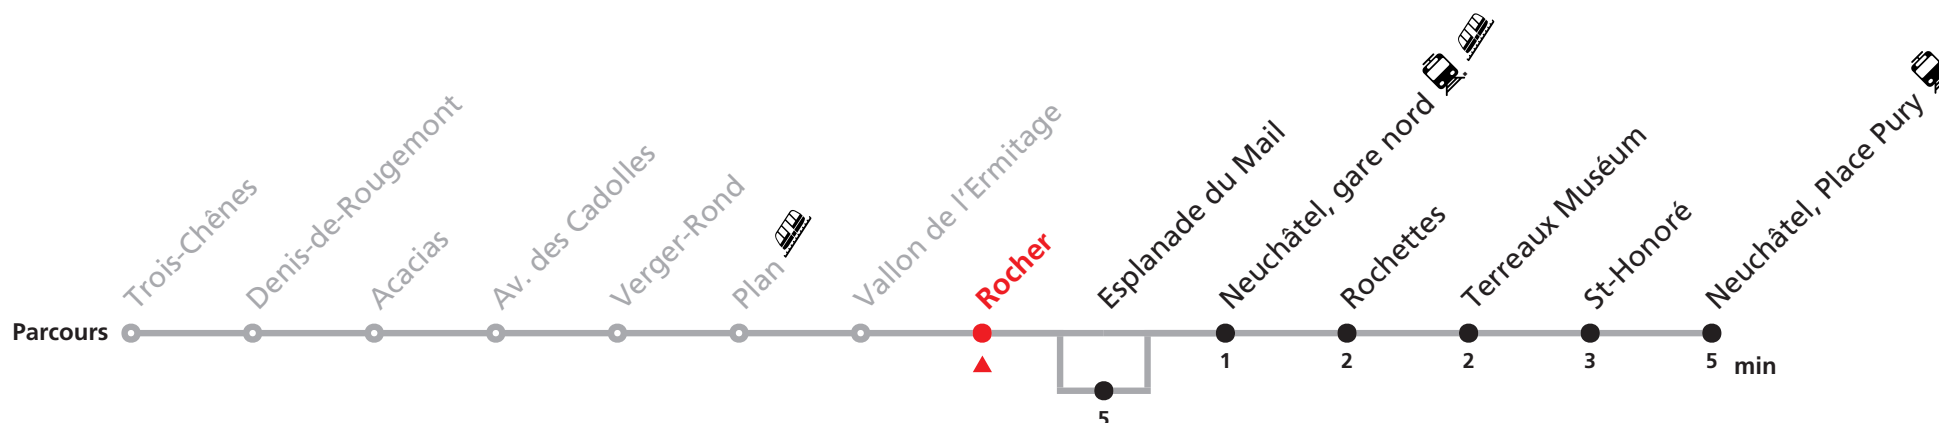 Trois-Chênes
Denis-de-Rougemont
Acacias
Av. des Cadolles
Verger-Rond
Plan
Vallon de l'Ermitage
Rocher
Esplanade du Mail
Neuchâtel, gare nord
Rochettes
Terreaux Muséum
St-Honoré
Neuchâtel, Place Pury
Parcours
1 2 2 3 5 min
5